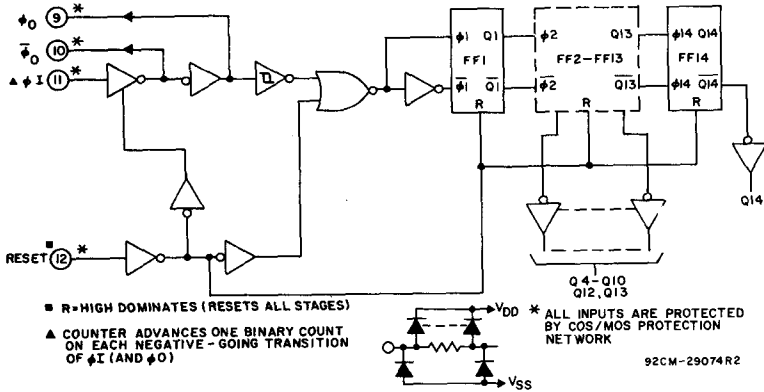 ϕO 9 *
ϕ̅O 10 *
▲ ϕI 11 *
ϕ1 Q1
FF1
ϕ̅1 Q̅1
R
ϕ2 Q13
FF2-FF13
ϕ̅2 Q̅13
R
ϕ14 Q14
FF14
ϕ̅14 Q̅14
R
Q14
■
RESET 12 *
Q4-Q10
Q12, Q13
■ R=HIGH DOMINATES (RESETS ALL STAGES)
▲ COUNTER ADVANCES ONE BINARY COUNT
ON EACH NEGATIVE-GOING TRANSITION
OF ϕI (AND ϕO)
VDD
VSS
* ALL INPUTS ARE PROTECTED
BY COS/MOS PROTECTION
NETWORK
92CM-29074R2